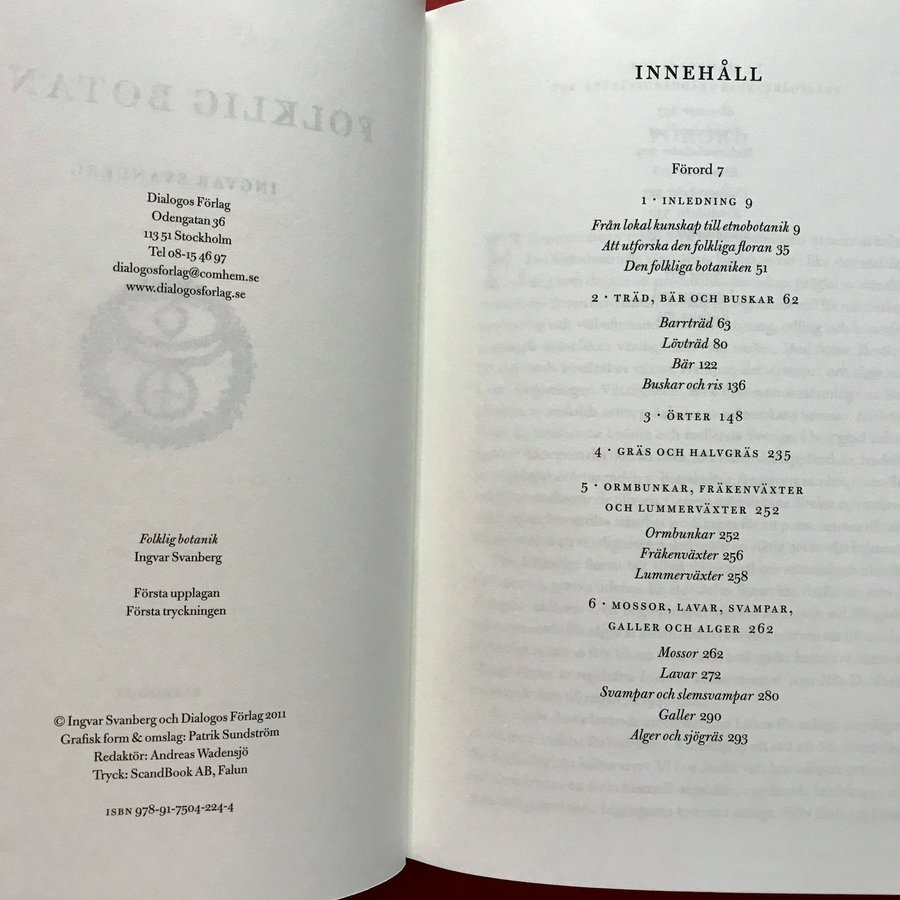 Dialogos Förlag
Odengatan 36
113 51 Stockholm
Tel 08-15 46 97
dialogosforlag@comhem.se
www.dialogosforlag.se
Folklig botanik
Ingvar Svanberg
Första upplagan
Första tryckningen
© Ingvar Svanberg och Dialogos Förlag 2011
Grafisk form & omslag: Patrik Sundström
Redaktör: Andreas Wadensjö
Tryck: ScandBook AB, Falun
ISBN 978-91-7504-224-4
INNEHÅLL
Förord 7
1 · INLEDNING 9
Från lokal kunskap till etnobotanik 9
Att utforska den folkliga floran 35
Den folkliga botaniken 51
2 · TRÄD, BÄR OCH BUSKAR 62
Barrträd 63
Lövträd 80
Bär 122
Buskar och ris 136
3 · ÖRTER 148
4 · GRÄS OCH HALVGRÄS 235
5 · ORMBUNKAR, FRÄKENVÄXTER
OCH LUMMERVÄXTER 252
Ormbunkar 252
Fräkenväxter 256
Lummerväxter 258
6 · MOSSOR, LAVAR, SVAMPAR,
GALLER OCH ALGER 262
Mossor 262
Lavar 272
Svampar och slemsvampar 280
Galler 290
Alger och sjögräs 293